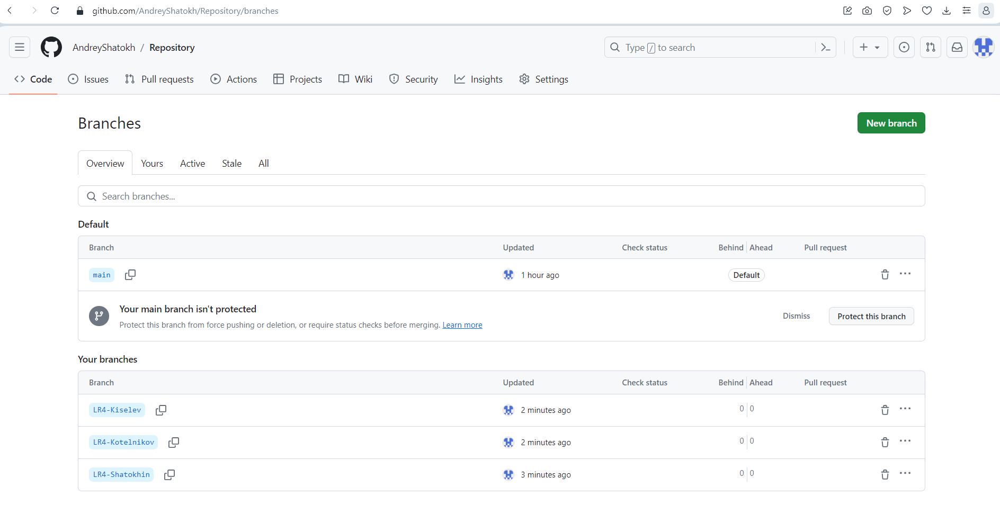 github.com/AndreyShatokh/Repository/branches
AndreyShatokh / Repository
Type / to search
Code Issues Pull requests Actions Projects Wiki Security Insights Settings
Branches
New branch
Overview Yours Active Stale All
Search branches...
Default
Branch Updated Check status Behind Ahead Pull request
main 1 hour ago Default
Your main branch isn't protected
Protect this branch from force pushing or deletion, or require status checks before merging. Learn more
Dismiss Protect this branch
Your branches
Branch Updated Check status Behind Ahead Pull request
LR4-Kiselev 2 minutes ago 0 0
LR4-Kotelnikov 2 minutes ago 0 0
LR4-Shatokhin 3 minutes ago 0 0